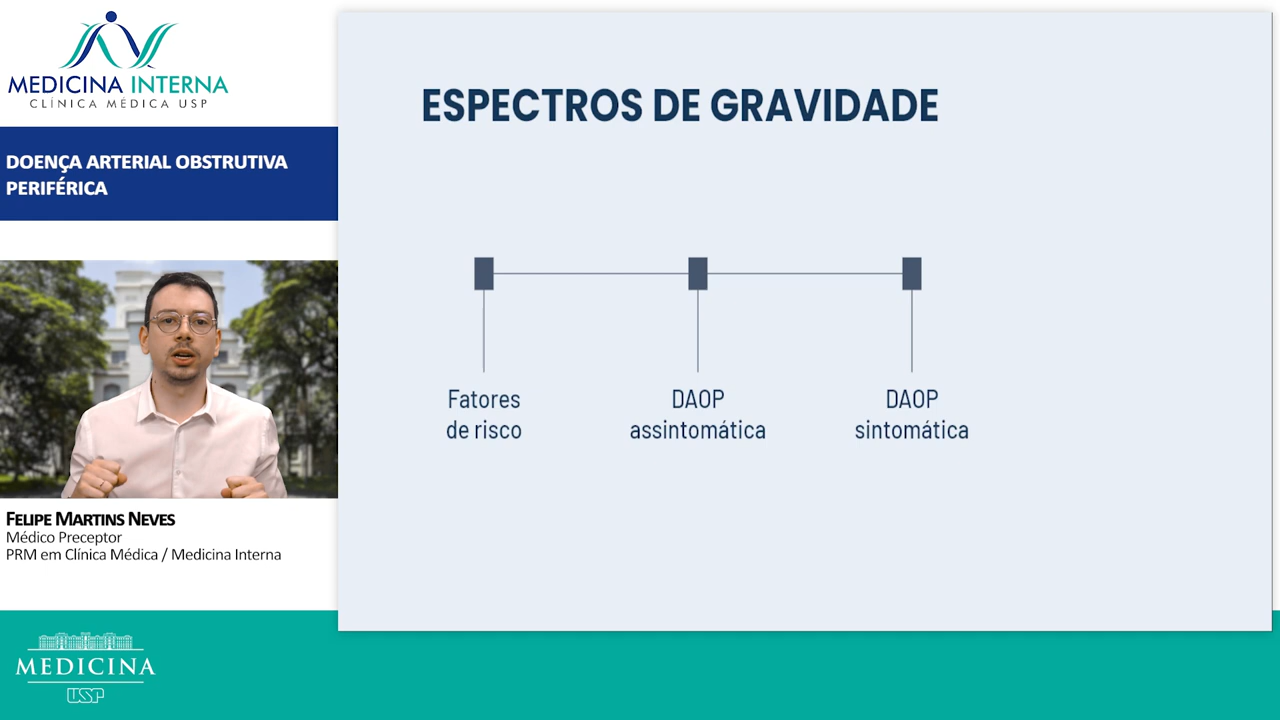 MEDICINA INTERNA
CLÍNICA MÉDICA USP
DOENÇA ARTERIAL OBSTRUTIVA
PERIFÉRICA
FELIPE MARTINS NEVES
Médico Preceptor
PRM em Clínica Médica / Medicina Interna
MEDICINA
USP
ESPECTROS DE GRAVIDADE
Fatores
de risco
DAOP
assintomática
DAOP
sintomática